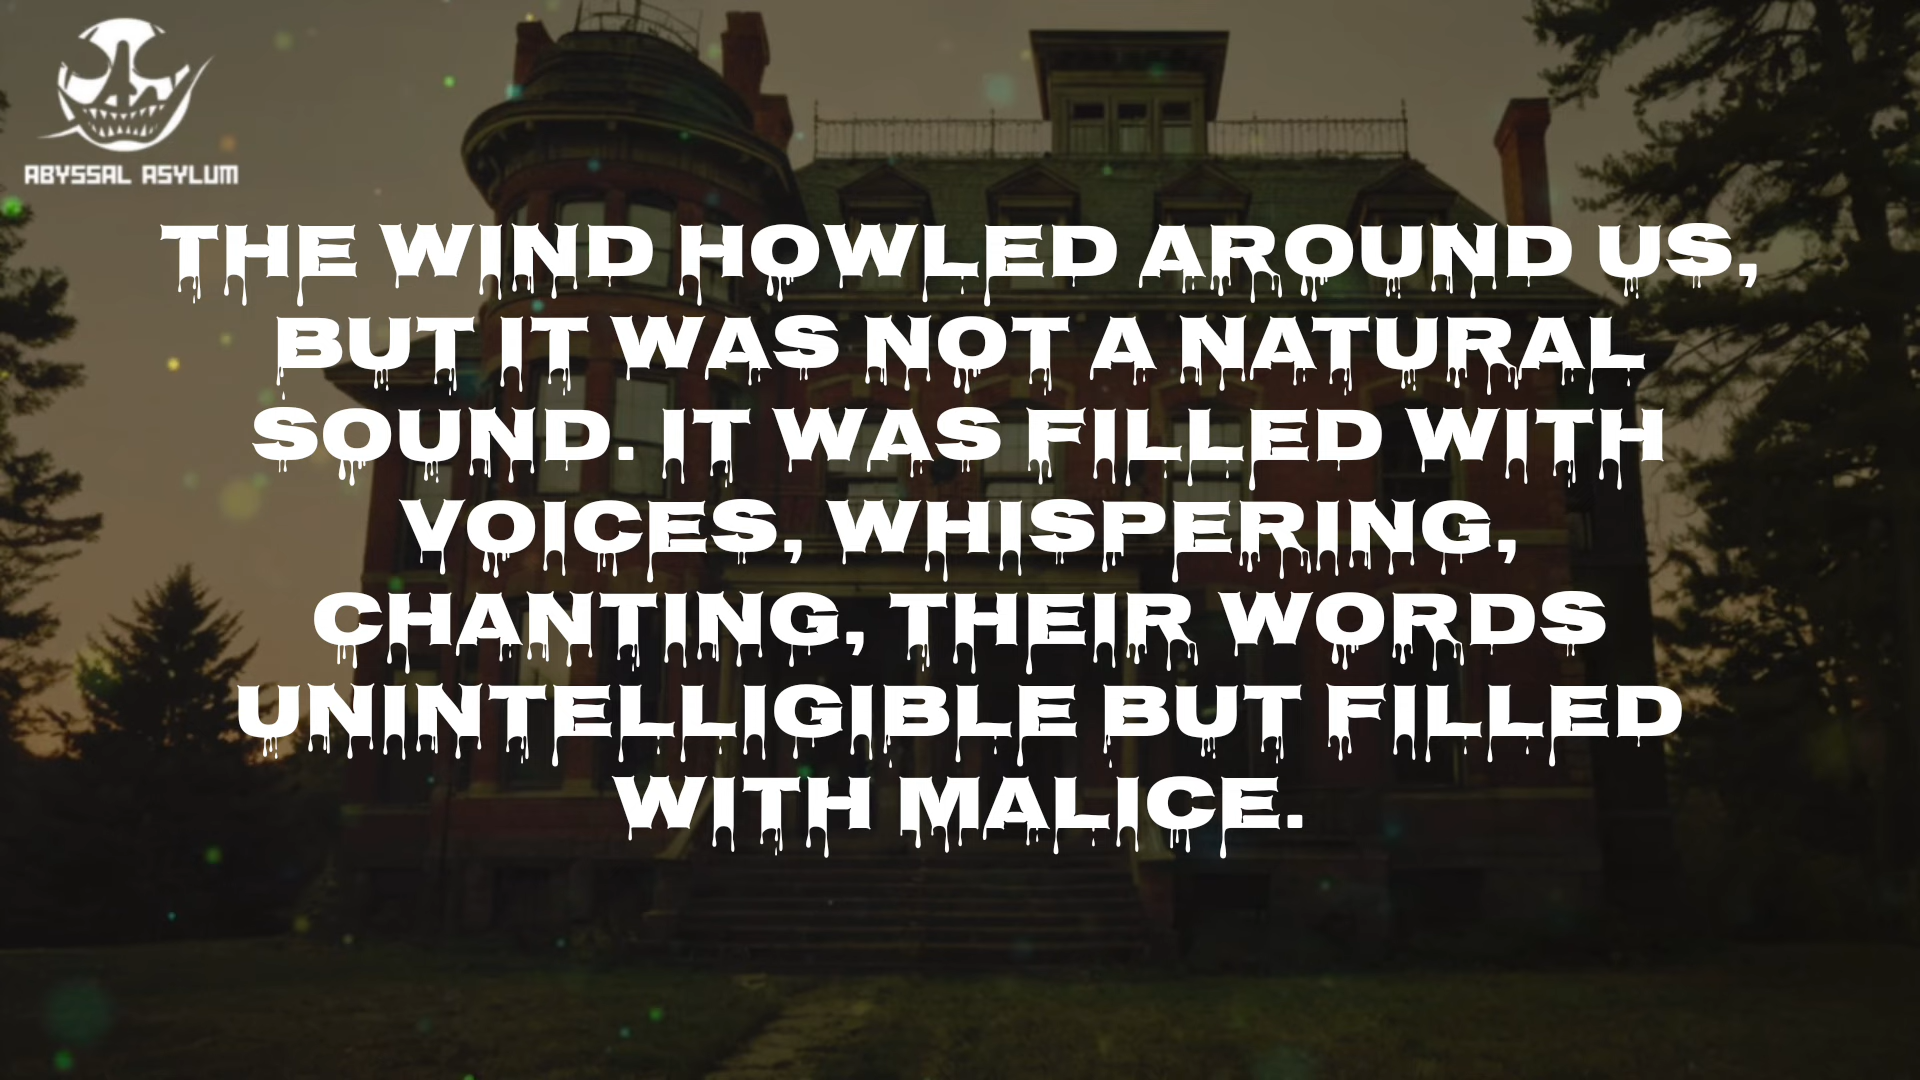 ABYSSAL ASYLUM
THE WIND HOWLED AROUND US,
BUT IT WAS NOT A NATURAL
SOUND. IT WAS FILLED WITH
VOICES, WHISPERING,
CHANTING, THEIR WORDS
UNINTELLIGIBLE BUT FILLED
WITH MALICE.